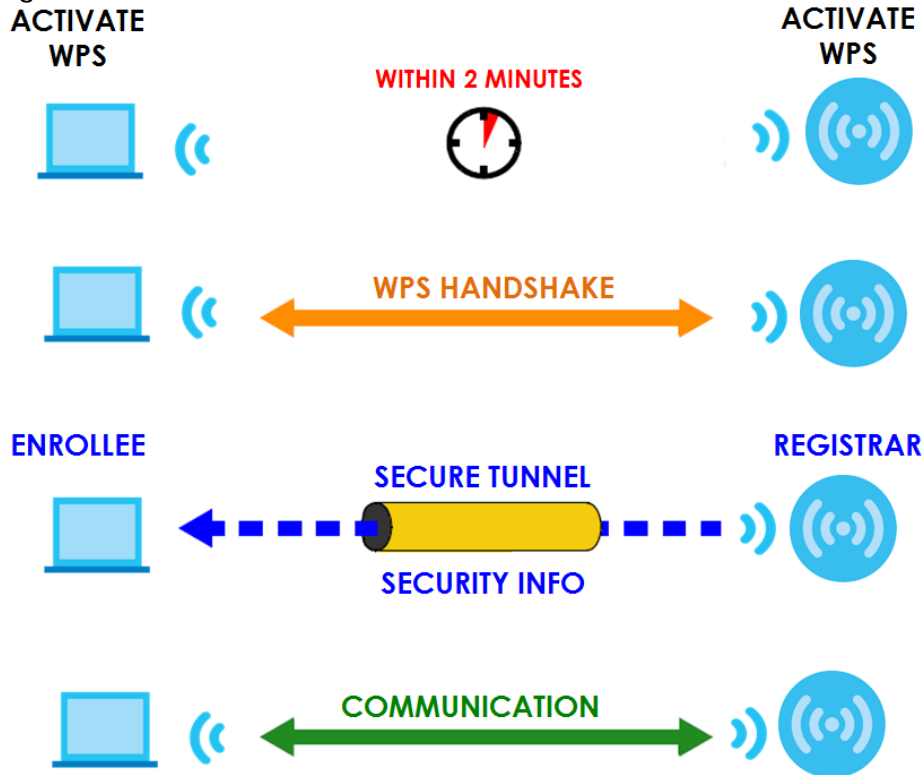 ACTIVATE
WPS
ACTIVATE
WPS
WITHIN 2 MINUTES
WPS HANDSHAKE
ENROLLEE
REGISTRAR
SECURE TUNNEL
SECURITY INFO
COMMUNICATION